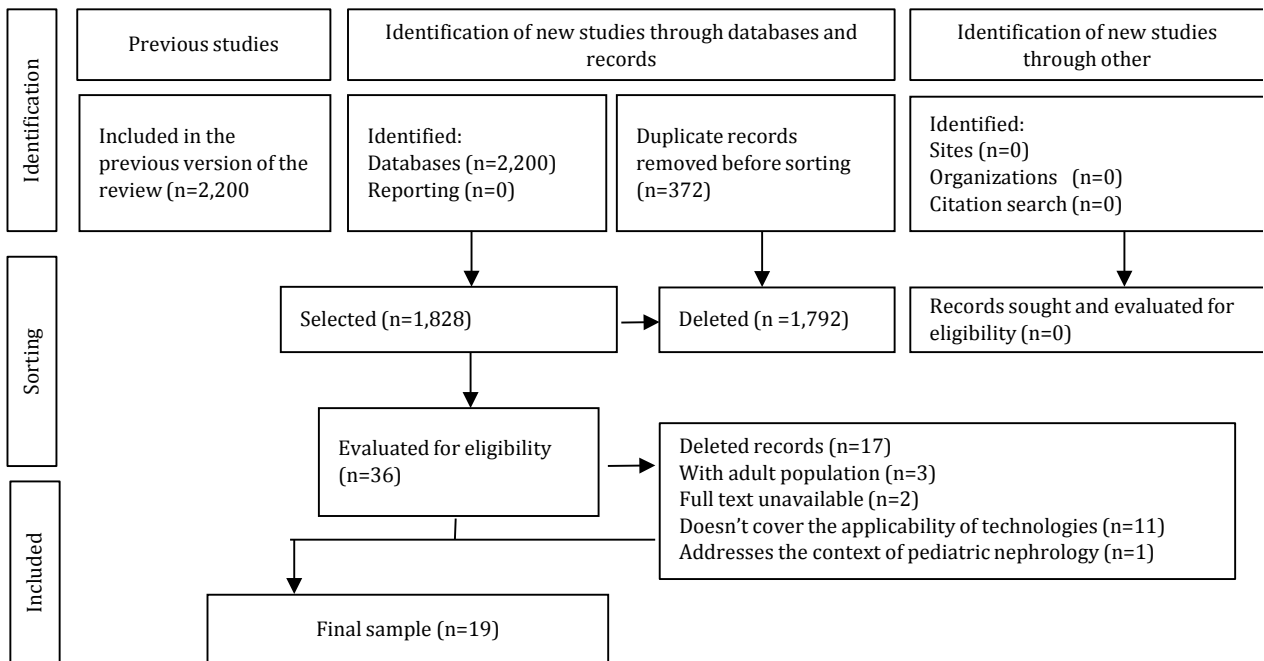 Identification
Previous studies
Identification of new studies through databases and
records
Identification of new studies
through other
Included in the
previous version of the
review (n=2,200
Identified:
Databases (n=2,200)
Reporting (n=0)
Duplicate records
removed before sorting
(n=372)
Identified:
Sites (n=0)
Organizations (n=0)
Citation search (n=0)
Sorting
Selected (n=1,828)
Deleted (n =1,792)
Records sought and evaluated for
eligibility (n=0)
Evaluated for eligibility
(n=36)
Deleted records (n=17)
With adult population (n=3)
Full text unavailable (n=2)
Doesn't cover the applicability of technologies (n=11)
Addresses the context of pediatric nephrology (n=1)
Included
Final sample (n=19)